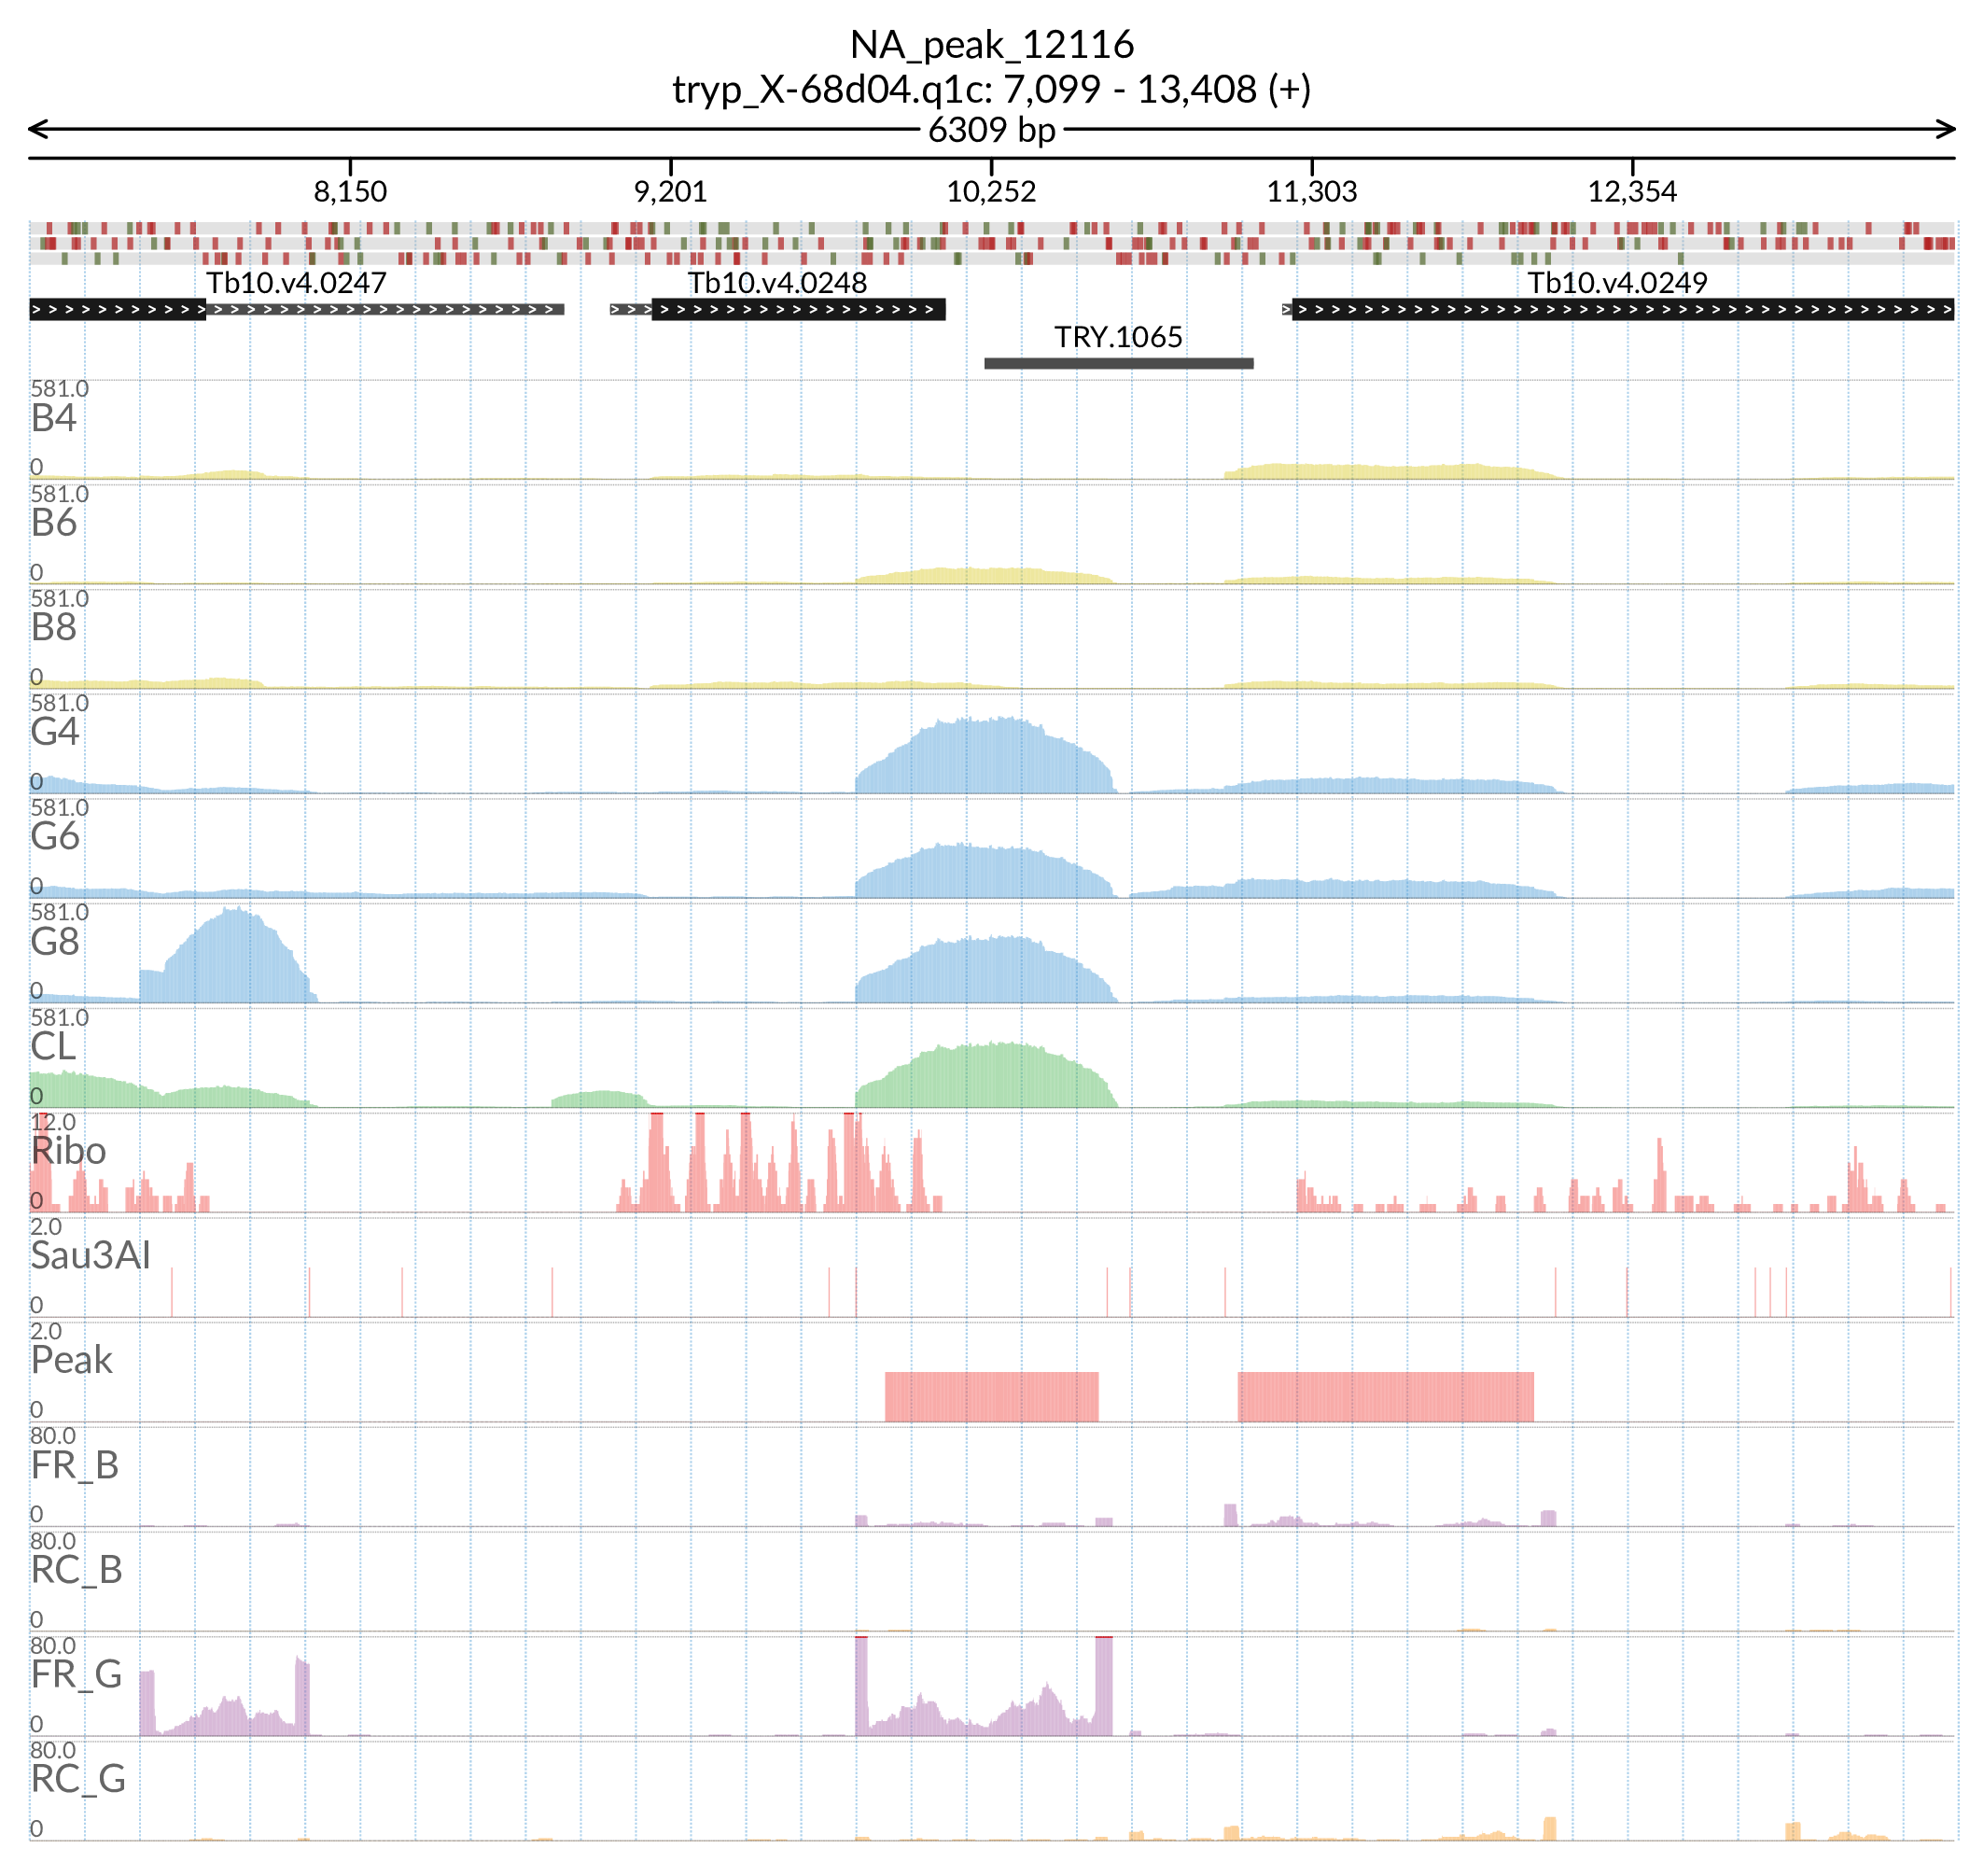 NA_peak_12116
tryp_X-68d04.q1c: 7,099 - 13,408 (+)
6309 bp
8,150 9,201 10,252 11,303 12,354
Tb10.v4.0247 Tb10.v4.0248 Tb10.v4.0249
TRY.1065
581.0
B4
0
581.0
B6
0
581.0
B8
0
581.0
G4
0
581.0
G6
0
581.0
G8
0
581.0
CL
0
12.0
Ribo
0
2.0
Sau3AI
0
2.0
Peak
0
80.0
FR_B
0
80.0
RC_B
0
80.0
FR_G
0
80.0
RC_G
0